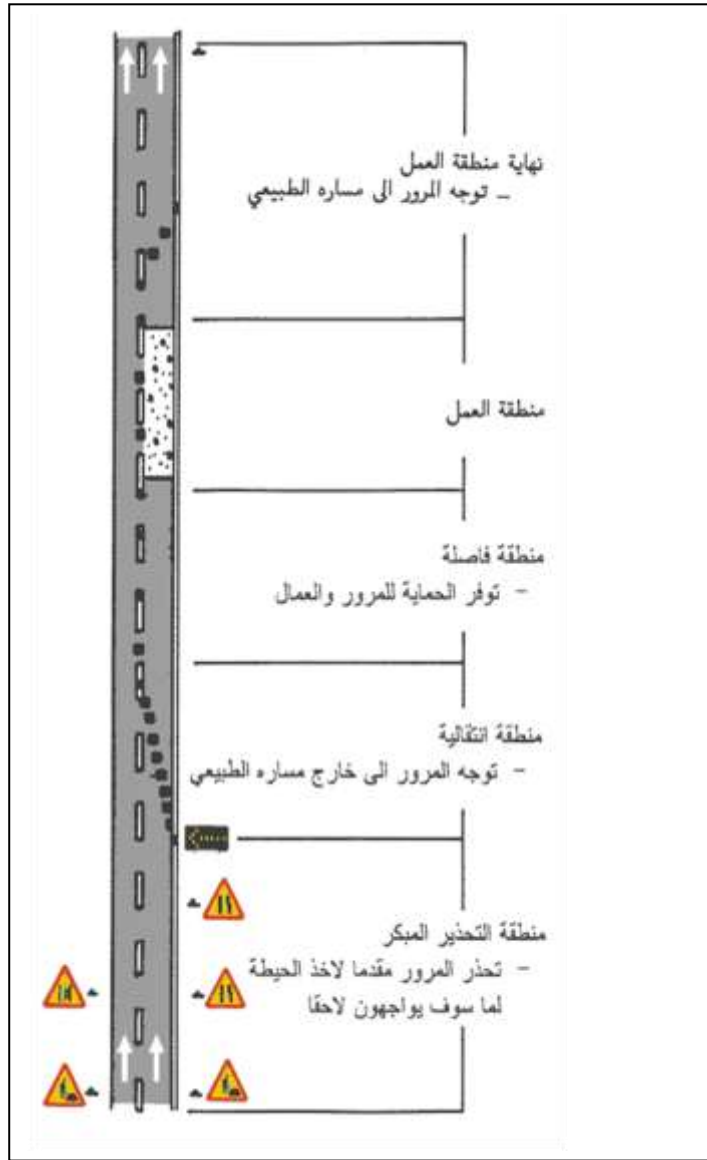 نهاية منطقة العمل
_ توجه المرور الى مساره الطبيعي
منطقة العمل
منطقة فاصلة
- توفر الحماية للمرور والعمال
منطقة انتقالية
- توجه المرور الى خارج مساره الطبيعي
منطقة التحذير المبكر
- تحذر المرور مقدما لاخذ الحيطة
لما سوف يواجهون لاحقا